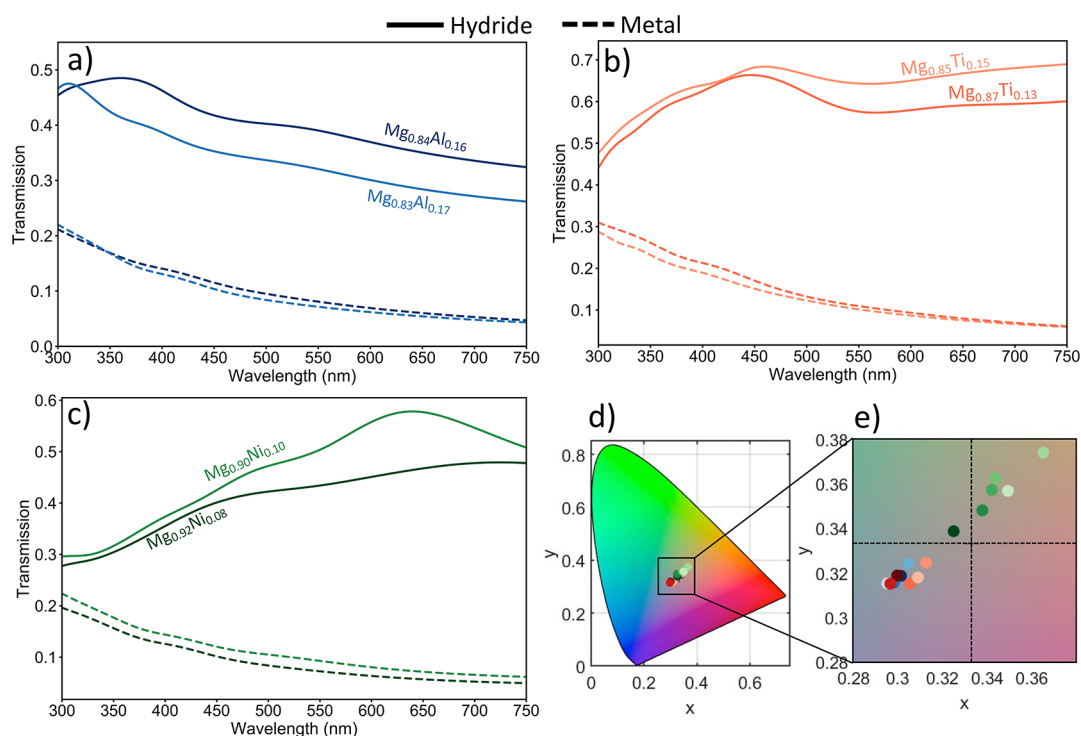 Hydride Metal
a)
0.5
0.4
0.3
0.2
0.1
0.0
Transmission
Mg0.84Al0.16
Mg0.83Al0.17
300 350 400 450 500 550 600 650 700 750
Wavelength (nm)
b)
0.7
0.6
0.5
0.4
0.3
0.2
0.1
Transmission
Mg0.85Ti0.15
Mg0.87Ti0.13
300 350 400 450 500 550 600 650 700 750
Wavelength (nm)
c)
0.6
0.5
0.4
0.3
0.2
0.1
Transmission
Mg0.90Ni0.10
Mg0.92Ni0.08
300 350 400 450 500 550 600 650 700 750
Wavelength (nm)
d)
0.8
0.6
0.4
0.2
0
y
0 0.2 0.4 0.6
x
e)
0.38
0.36
0.34
0.32
0.3
0.28
y
0.28 0.3 0.32 0.34 0.36
x